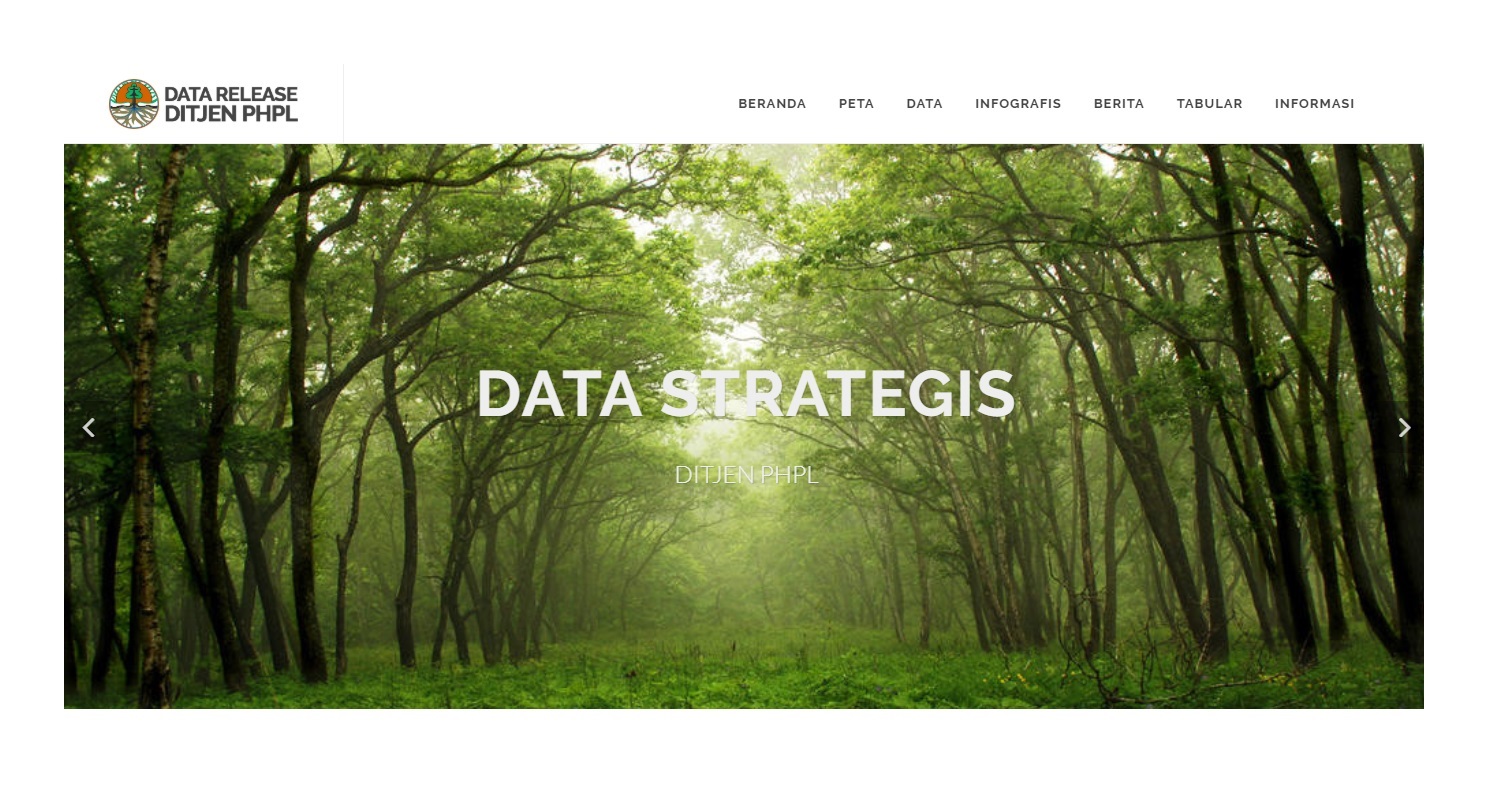 DATA RELEASE
DITJEN PHPL
BERANDA PETA DATA INFOGRAFIS BERITA TABULAR INFORMASI
DATA STRATEGIS
DITJEN PHPL